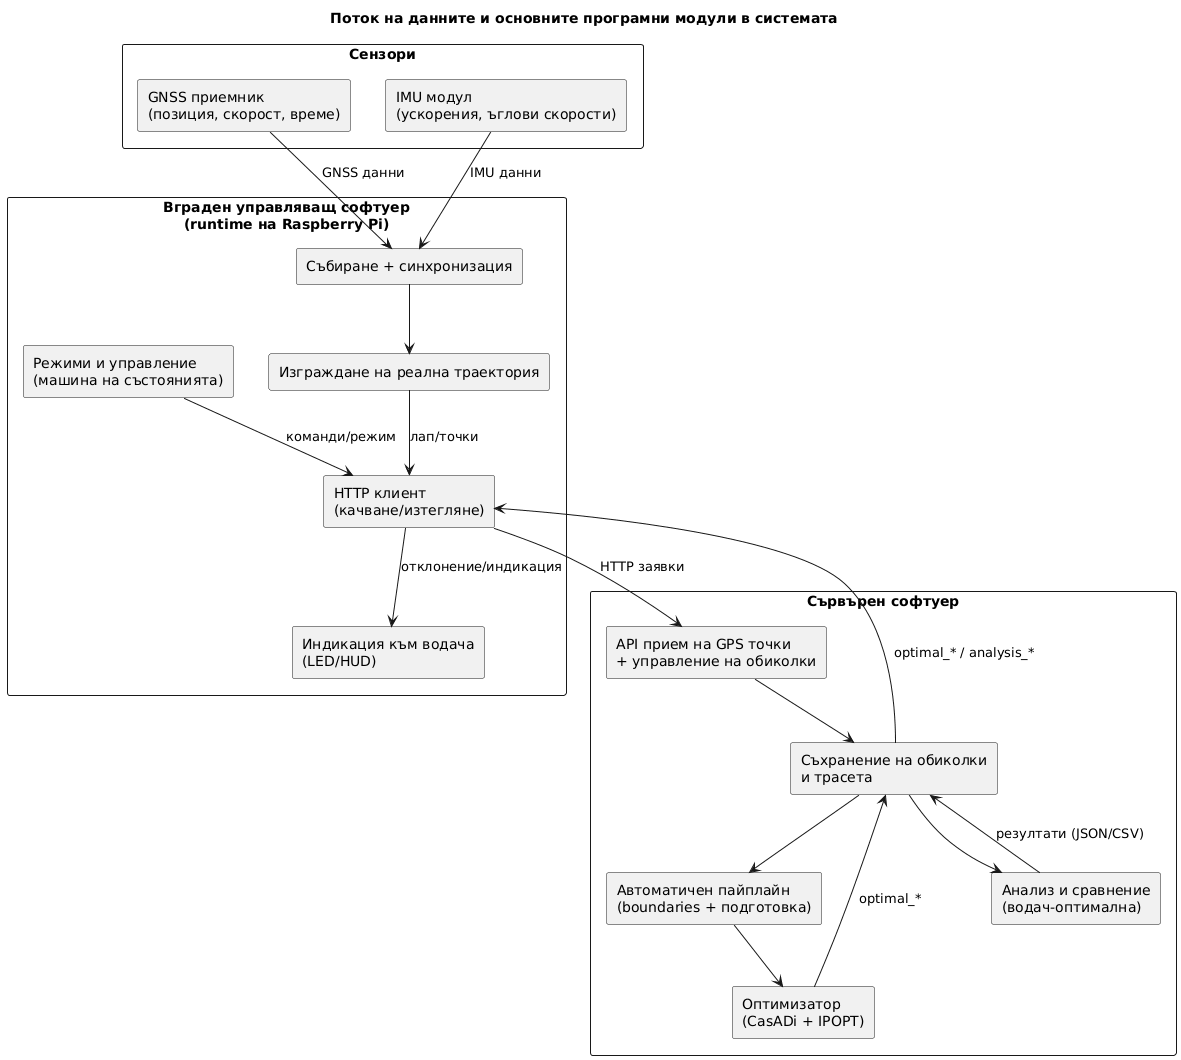 Поток на данните и основните програмни модули в системата
Сензори
GNSS приемник
(позиция, скорост, време)
IMU модул
(ускорения, ъглови скорости)
GNSS данни
IMU данни
Вграден управляващ софтуер
(runtime на Raspberry Pi)
Събиране + синхронизация
Режими и управление
(машина на състоянията)
Изграждане на реална траектория
команди/режим
лап/точки
HTTP клиент
(качване/изтегляне)
отклонение/индикация
HTTP заявки
Индикация към водача
(LED/HUD)
Сървърен софтуер
API прием на GPS точки
+ управление на обиколки
optimal_* / analysis_*
Съхранение на обиколки
и трасета
резултати (JSON/CSV)
Автоматичен пайплайн
(boundaries + подготовка)
optimal_*
Анализ и сравнение
(водач-оптимална)
Оптимизатор
(CasADi + IPOPT)